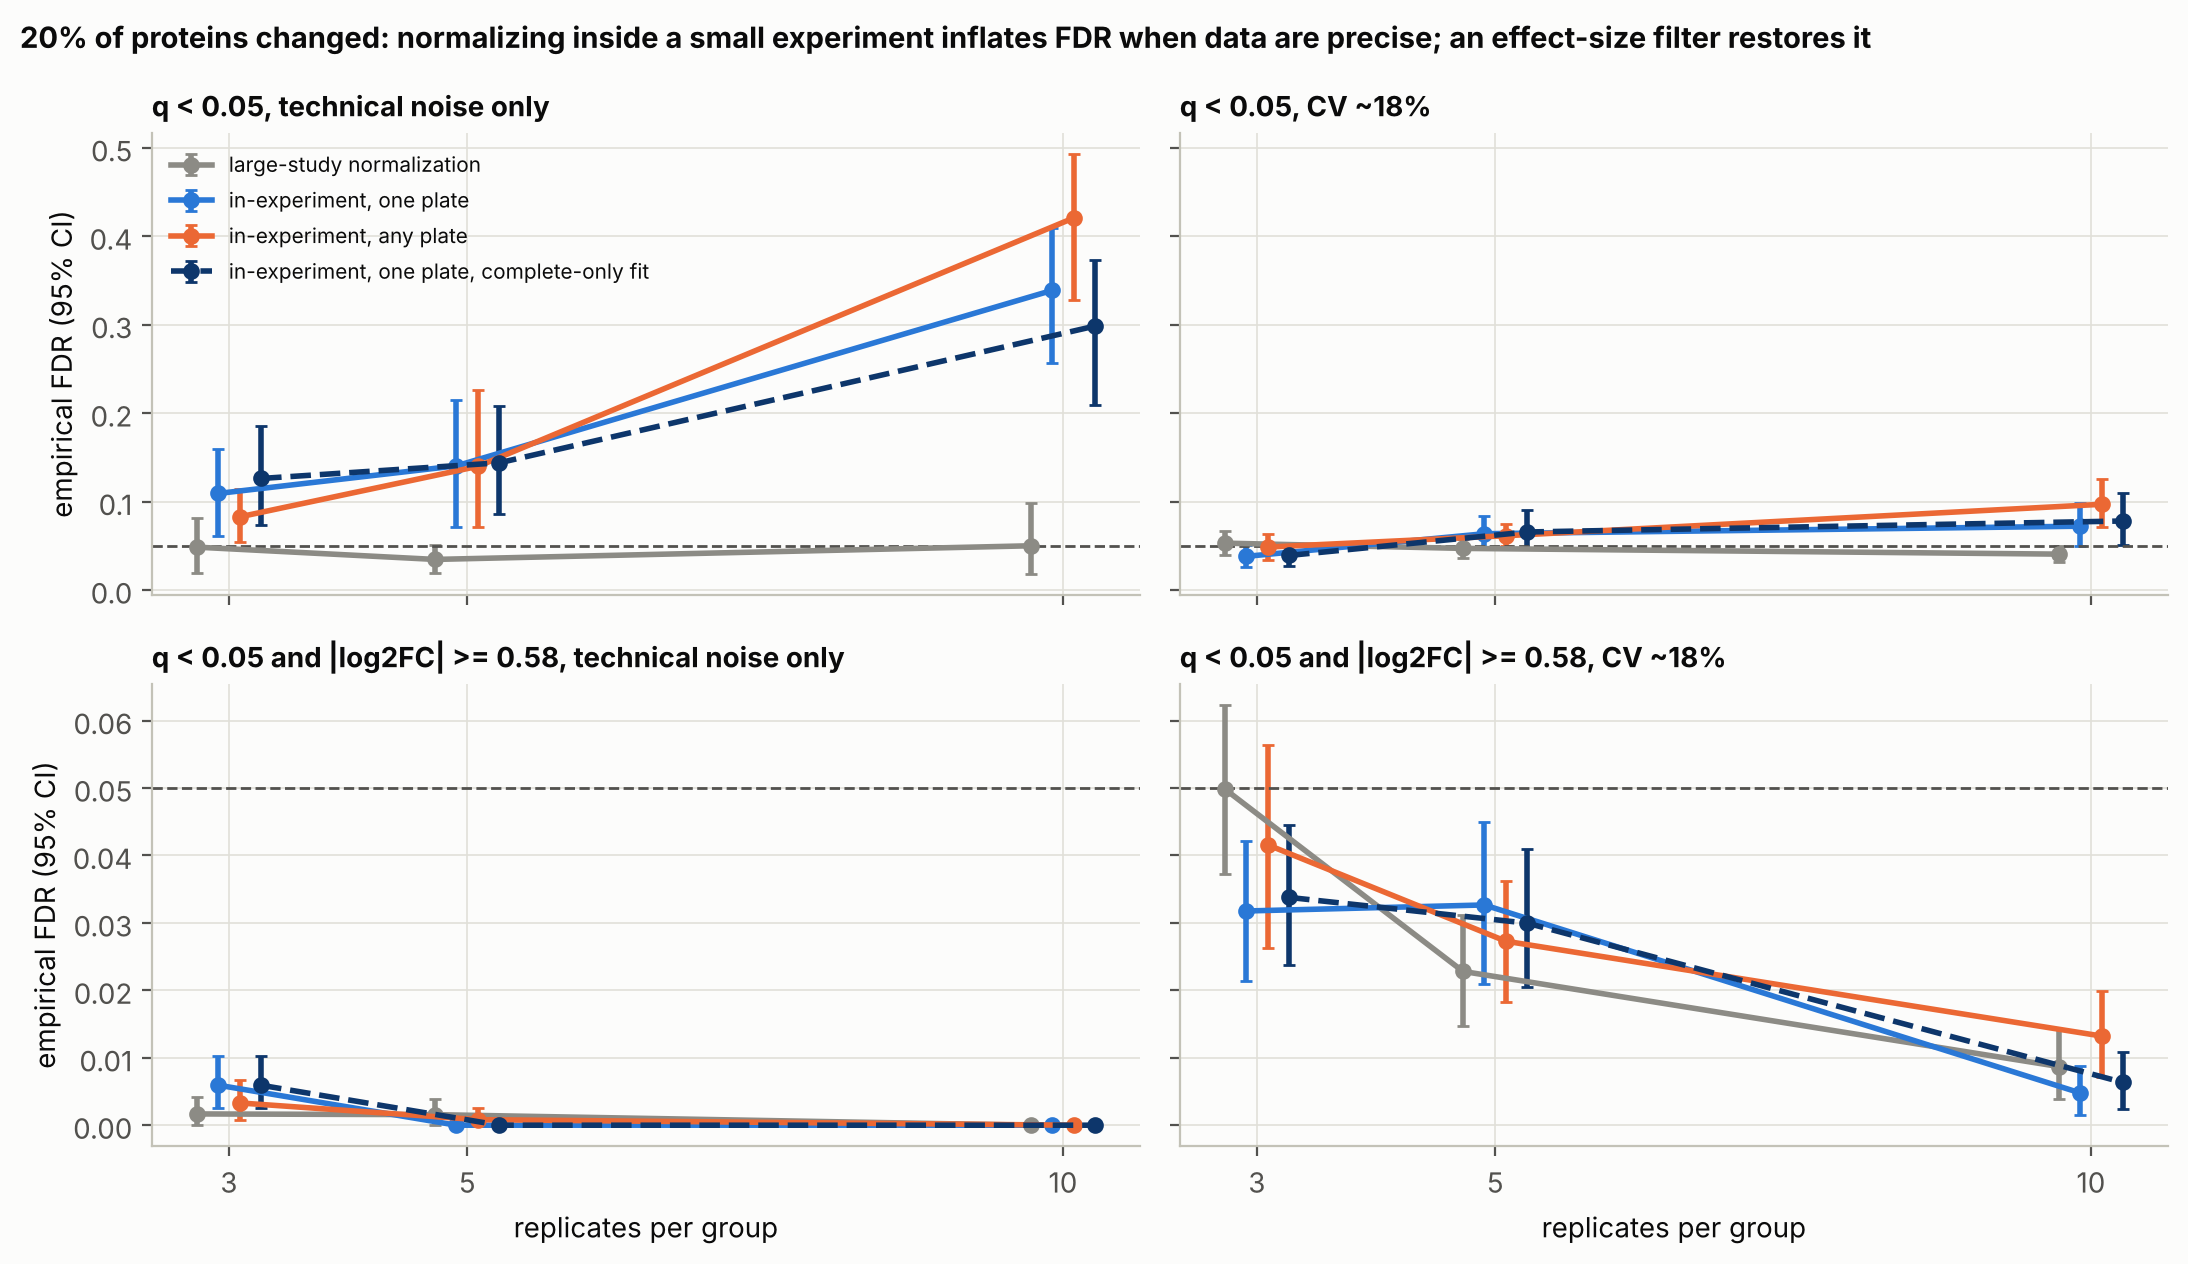 20% of proteins changed: normalizing inside a small experiment inflates FDR when data are precise; an effect-size filter restores it
q < 0.05, technical noise only
q < 0.05, CV ~18%
0.5
0.4
0.3
0.2
0.1
0.0
empirical FDR (95% CI)
large-study normalization
in-experiment, one plate
in-experiment, any plate
in-experiment, one plate, complete-only fit
q < 0.05 and |log2FC| >= 0.58, technical noise only
q < 0.05 and |log2FC| >= 0.58, CV ~18%
0.06
0.05
0.04
0.03
0.02
0.01
0.00
empirical FDR (95% CI)
3 5 10
3 5 10
replicates per group
replicates per group